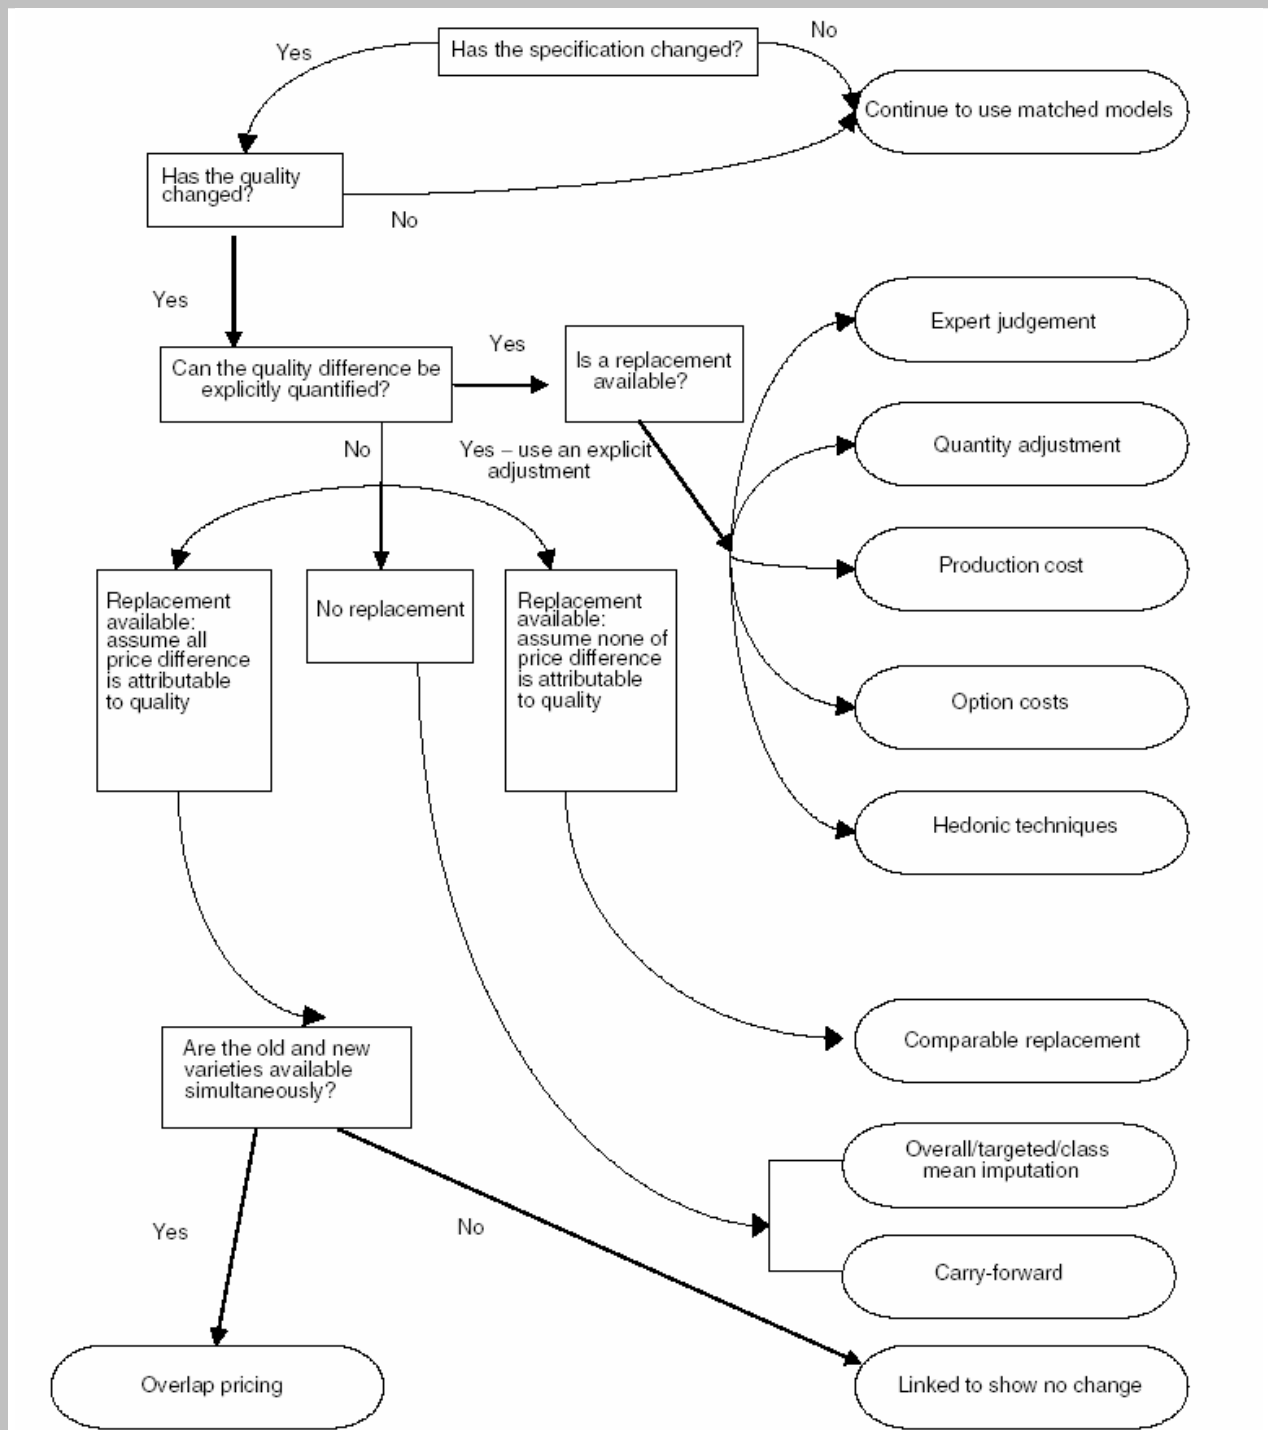 Has the specification changed?
Yes
No
Continue to use matched models
Has the quality
changed?
No
Yes
Can the quality difference be
explicitly quantified?
Yes
Is a replacement
available?
No
Yes – use an explicit
adjustment
Expert judgement
Quantity adjustment
Production cost
Option costs
Hedonic techniques
Replacement
available:
assume all
price difference
is attributable
to quality
No replacement
Replacement
available:
assume none of
price difference
is attributable
to quality
Comparable replacement
Are the old and new
varieties available
simultaneously?
Overall/targeted/class
mean imputation
Carry-forward
Yes
No
Overlap pricing
Linked to show no change